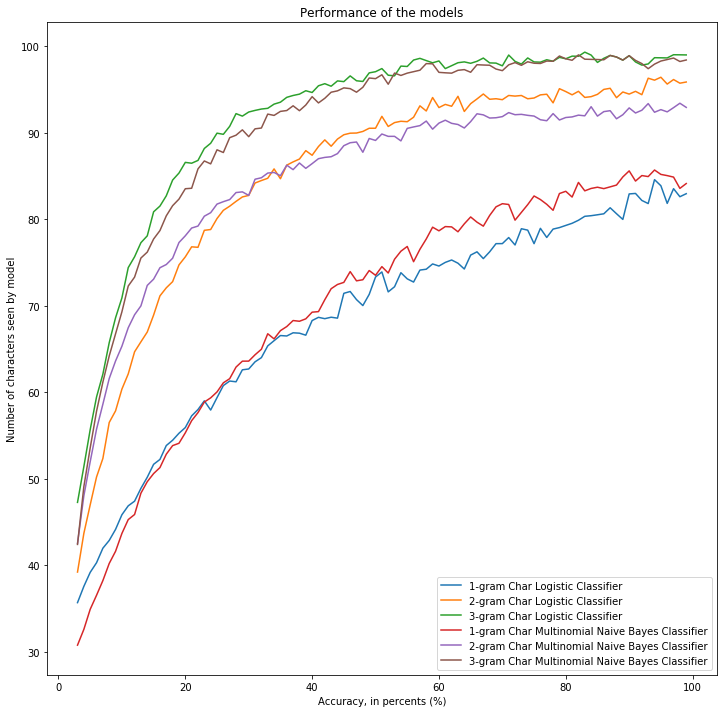 Performance of the models
Number of characters seen by model
100
90
80
70
60
50
40
30
0
20
40
60
80
100
Accuracy, in percents (%)
1-gram Char Logistic Classifier
2-gram Char Logistic Classifier
3-gram Char Logistic Classifier
1-gram Char Multinomial Naive Bayes Classifier
2-gram Char Multinomial Naive Bayes Classifier
3-gram Char Multinomial Naive Bayes Classifier